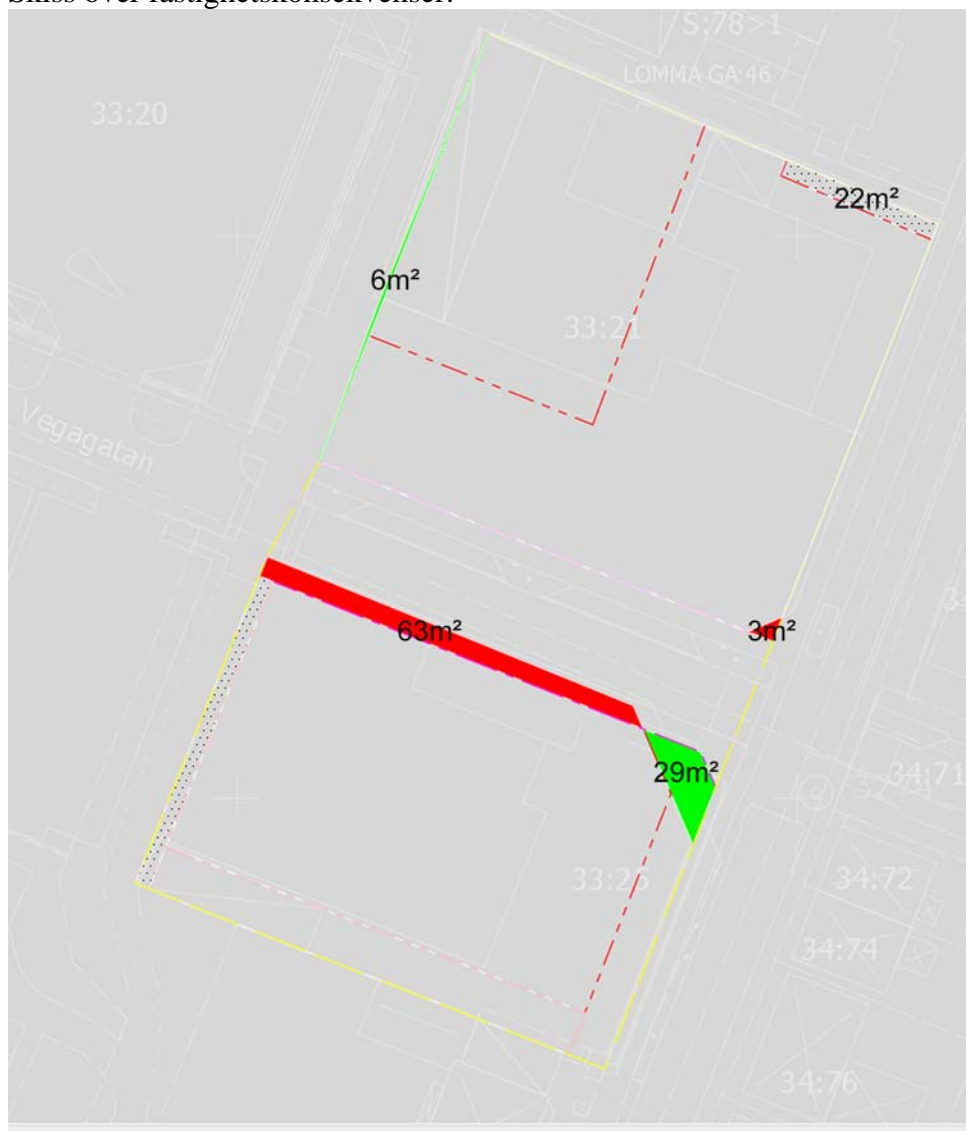 Skiss över fastighetskonsekvenser.
S:78>1
LOMMA GA:46
33:20
22m²
6m²
33:21
Vegagatan
63m²
3m²
29m²
34:71
33:25
34:72
34:74
34:76